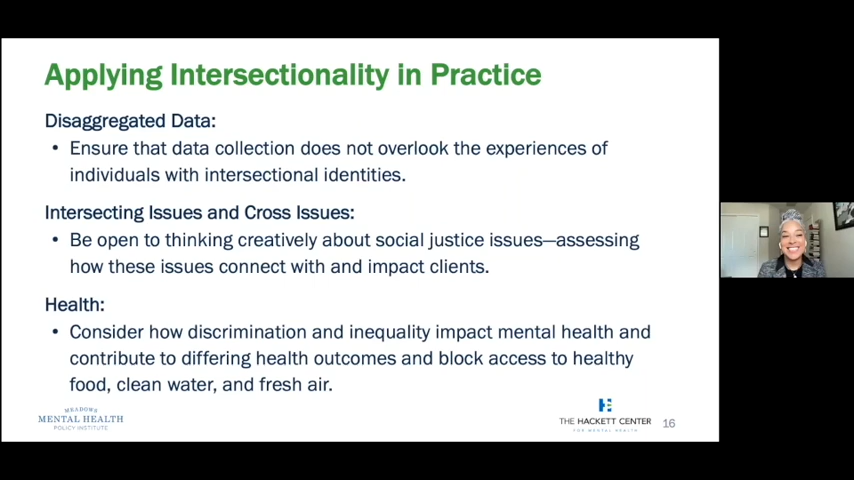 Applying Intersectionality in Practice
Disaggregated Data:
• Ensure that data collection does not overlook the experiences of
individuals with intersectional identities.
Intersecting Issues and Cross Issues:
• Be open to thinking creatively about social justice issues—assessing
how these issues connect with and impact clients.
Health:
• Consider how discrimination and inequality impact mental health and
contribute to differing health outcomes and block access to healthy
food, clean water, and fresh air.
MEADOWS
MENTAL HEALTH
POLICY INSTITUTE
THE HACKETT CENTER
FOR MENTAL HEALTH
16